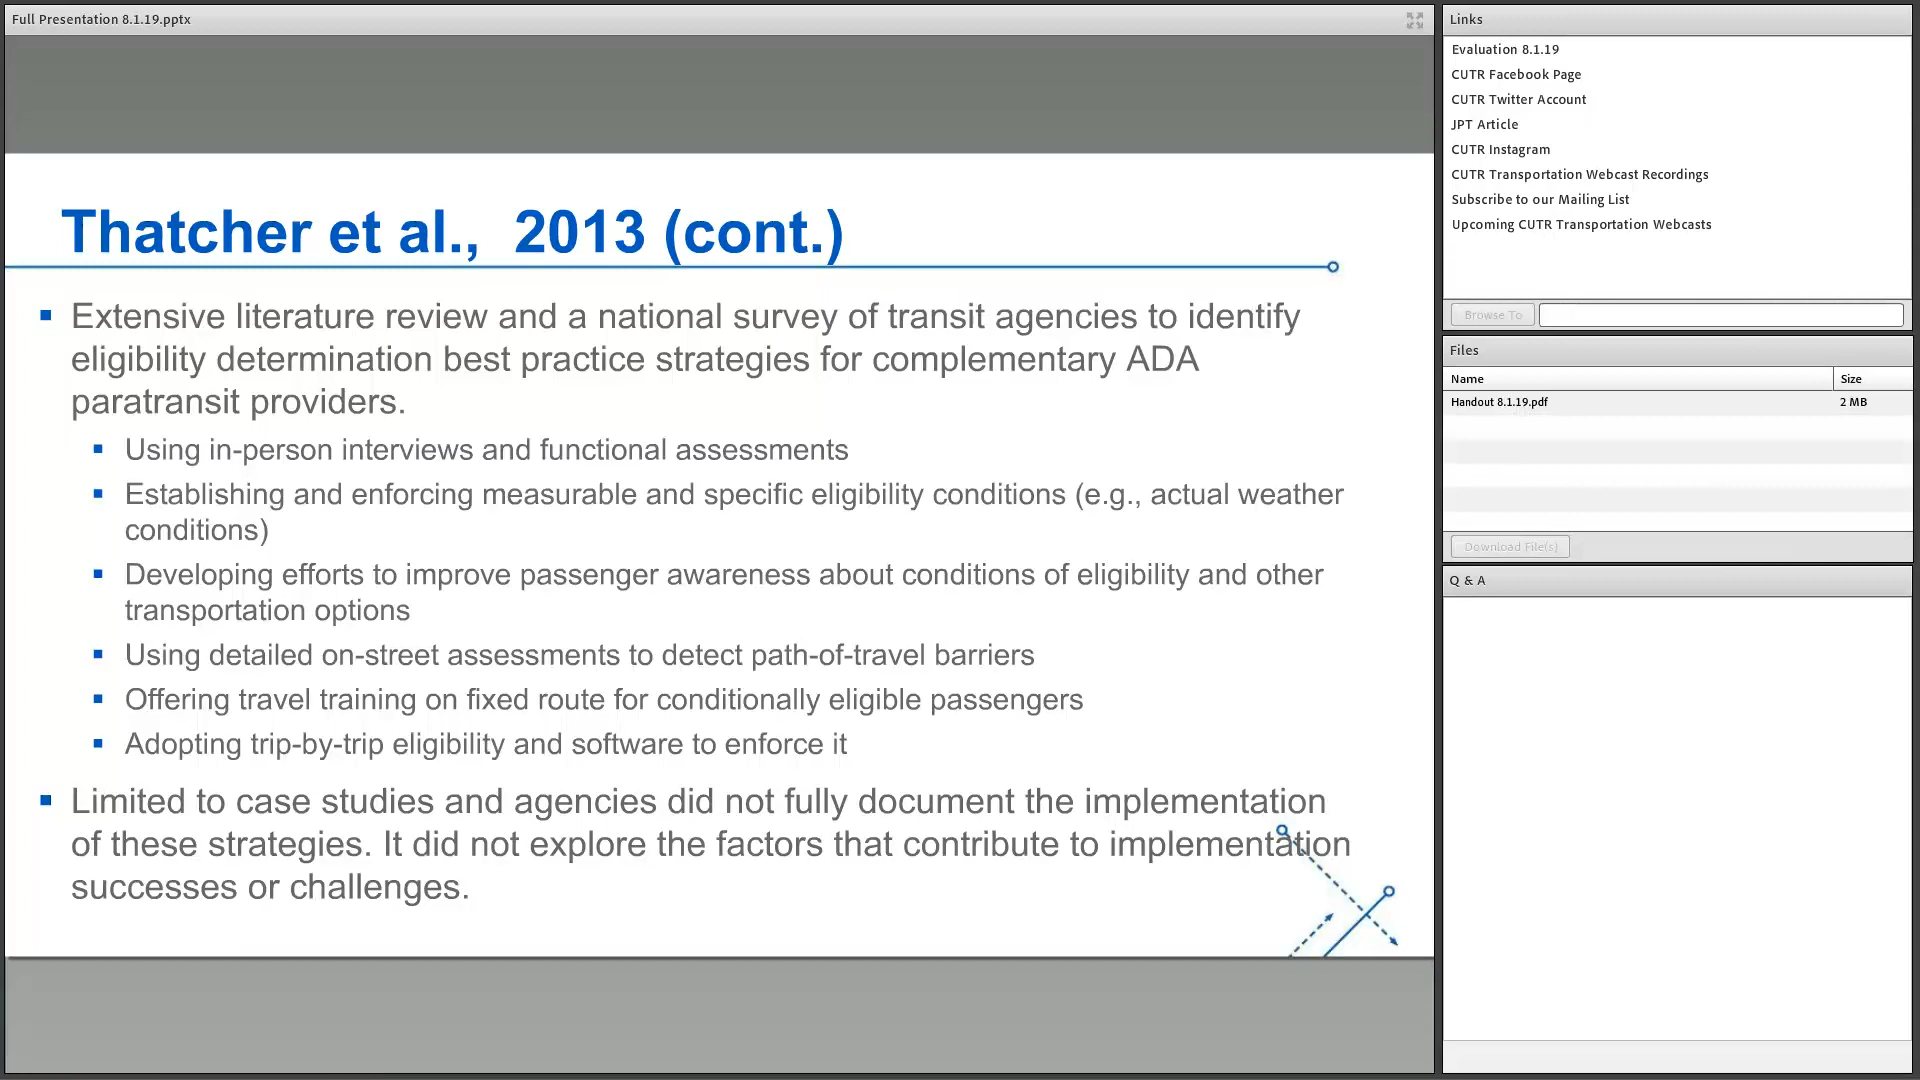 Full Presentation 8.1.19.pptx
Thatcher et al.,  2013 (cont.)
Extensive literature review and a national survey of transit agencies to identify
eligibility determination best practice strategies for complementary ADA
paratransit providers.
Using in-person interviews and functional assessments
Establishing and enforcing measurable and specific eligibility conditions (e.g., actual weather
conditions)
Developing efforts to improve passenger awareness about conditions of eligibility and other
transportation options
Using detailed on-street assessments to detect path-of-travel barriers
Offering travel training on fixed route for conditionally eligible passengers
Adopting trip-by-trip eligibility and software to enforce it
Limited to case studies and agencies did not fully document the implementation
of these strategies. It did not explore the factors that contribute to implementation
successes or challenges.
Links
Evaluation 8.1.19
CUTR Facebook Page
CUTR Twitter Account
JPT Article
CUTR Instagram
CUTR Transportation Webcast Recordings
Subscribe to our Mailing List
Upcoming CUTR Transportation Webcasts
Browse To
Files
Name Size
Handout 8.1.19.pdf 2 MB
Download File(s)
Q & A